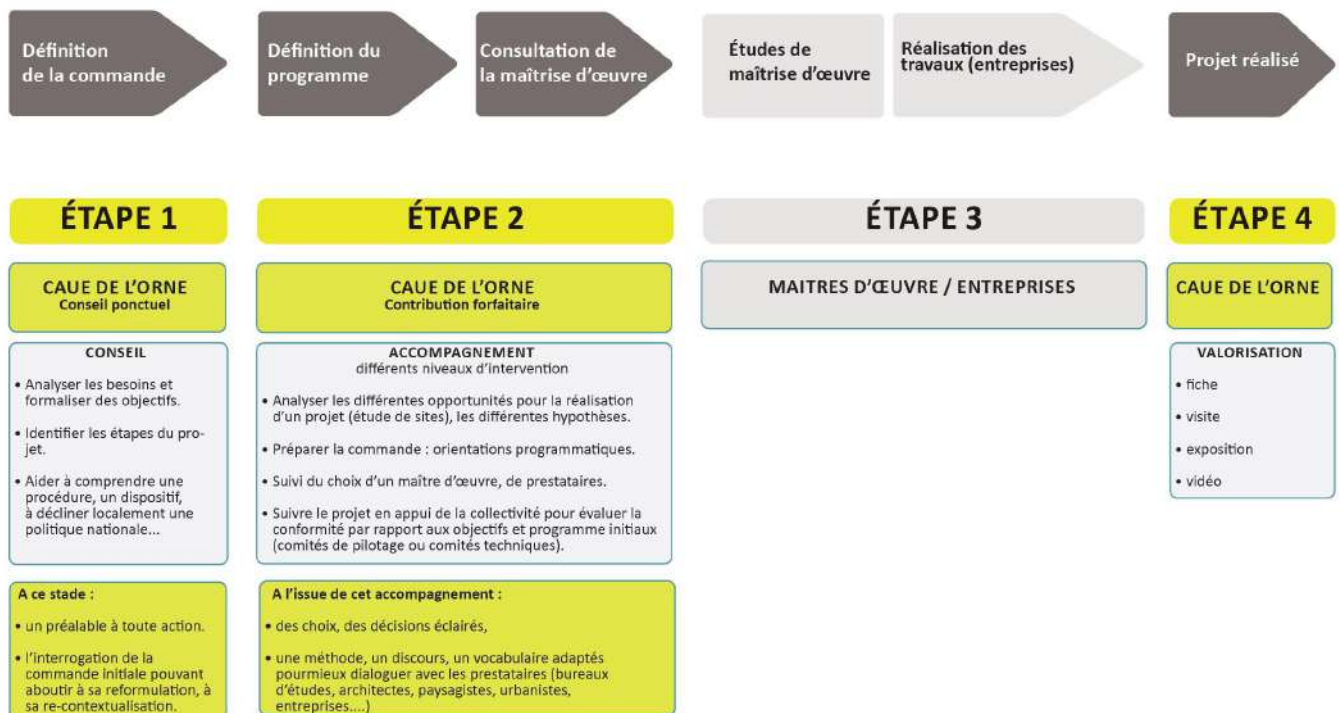 Définition
de la commande
Définition du
programme
Consultation de
la maîtrise d'œuvre
Études de
maîtrise d'œuvre
Réalisation des
travaux (entreprises)
Projet réalisé
ÉTAPE 1
ÉTAPE 2
ÉTAPE 3
ÉTAPE 4
CAUE DE L'ORNE
Conseil ponctuel
CAUE DE L'ORNE
Contribution forfaitaire
MAITRES D'ŒUVRE / ENTREPRISES
CAUE DE L'ORNE
CONSEIL
• Analyser les besoins et
formaliser des objectifs.
• Identifier les étapes du pro-
jet.
• Aider à comprendre une
procédure, un dispositif,
à décliner localement une
politique nationale...
ACCOMPAGNEMENT
différents niveaux d'intervention
• Analyser les différentes opportunités pour la réalisation
d'un projet (étude de sites), les différentes hypothèses.
• Préparer la commande : orientations programmatiques.
• Suivi du choix d'un maître d'œuvre, de prestataires.
• Suivre le projet en appui de la collectivité pour évaluer la
conformité par rapport aux objectifs et programme initiaux
(comités de pilotage ou comités techniques).
VALORISATION
• fiche
• visite
• exposition
• vidéo
A ce stade :
• un préalable à toute action.
• l'interrogation de la
commande initiale pouvant
aboutir à sa reformulation, à
sa re-contextualisation.
A l'issue de cet accompagnement :
• des choix, des décisions éclairés,
• une méthode, un discours, un vocabulaire adaptés
pourmieux dialoguer avec les prestataires (bureaux
d'études, architectes, paysagistes, urbanistes,
entreprises....)